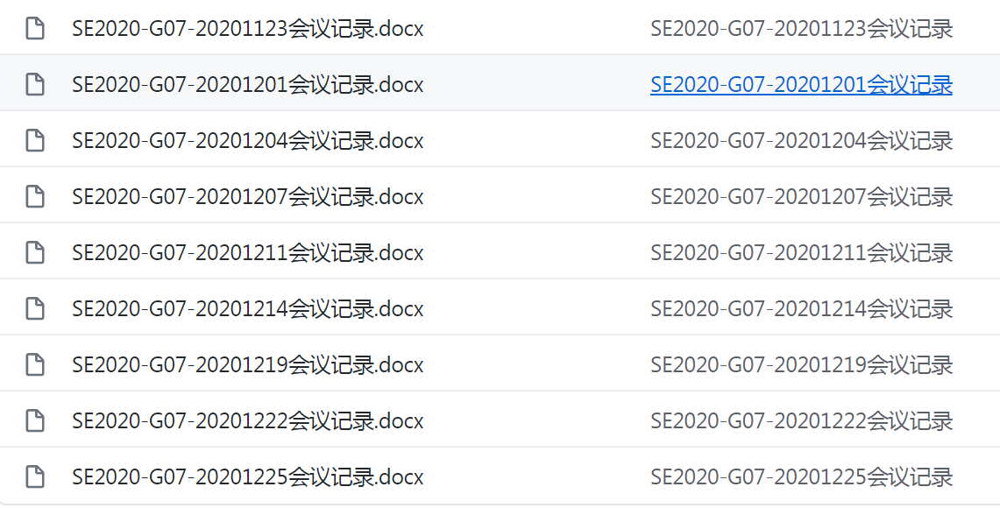 SE2020-G07-20201123会议记录.docx SE2020-G07-20201123会议记录
SE2020-G07-20201201会议记录.docx SE2020-G07-20201201会议记录
SE2020-G07-20201204会议记录.docx SE2020-G07-20201204会议记录
SE2020-G07-20201207会议记录.docx SE2020-G07-20201207会议记录
SE2020-G07-20201211会议记录.docx SE2020-G07-20201211会议记录
SE2020-G07-20201214会议记录.docx SE2020-G07-20201214会议记录
SE2020-G07-20201219会议记录.docx SE2020-G07-20201219会议记录
SE2020-G07-20201222会议记录.docx SE2020-G07-20201222会议记录
SE2020-G07-20201225会议记录.docx SE2020-G07-20201225会议记录